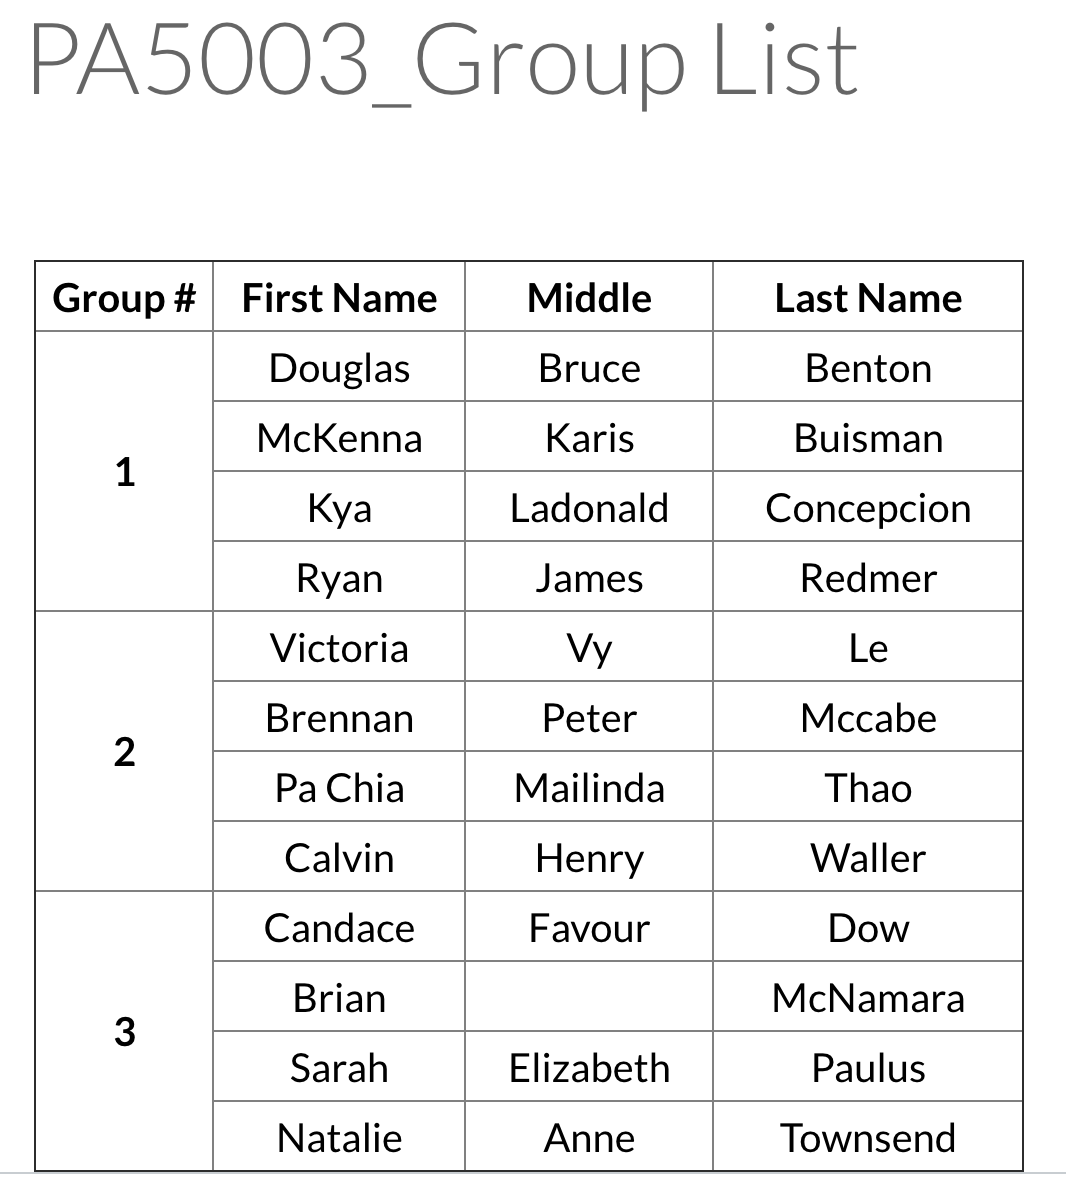 PA5003_Group List
Group # First Name Middle Last Name
1
Douglas Bruce Benton
McKenna Karis Buisman
Kya Ladonald Concepcion
Ryan James Redmer
2
Victoria Vy Le
Brennan Peter Mccabe
Pa Chia Mailinda Thao
Calvin Henry Waller
3
Candace Favour Dow
Brian McNamara
Sarah Elizabeth Paulus
Natalie Anne Townsend